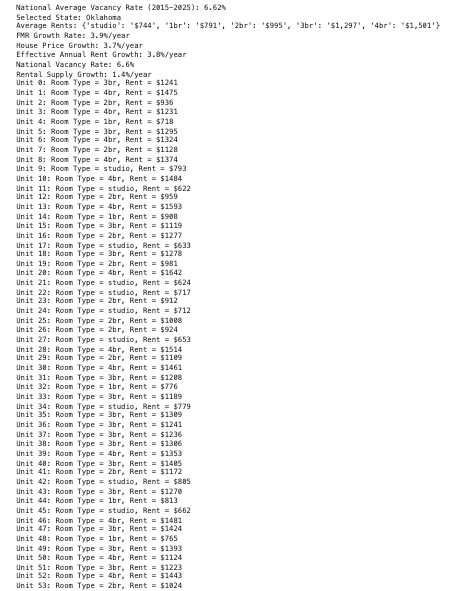 National Average Vacancy Rate (2015–2025): 6.62%
Selected State: Oklahoma
Average Rents: {'studio': '$744', '1br': '$791', '2br': '$995', '3br': '$1,297', '4br': '$1,501'}
FMR Growth Rate: 3.9%/year
House Price Growth: 3.7%/year
Effective Annual Rent Growth: 3.8%/year
National Vacancy Rate: 6.6%
Rental Supply Growth: 1.4%/year
Unit 0: Room Type = 3br, Rent = $1241
Unit 1: Room Type = 4br, Rent = $1475
Unit 2: Room Type = 2br, Rent = $936
Unit 3: Room Type = 4br, Rent = $1231
Unit 4: Room Type = 1br, Rent = $718
Unit 5: Room Type = 3br, Rent = $1295
Unit 6: Room Type = 4br, Rent = $1324
Unit 7: Room Type = 2br, Rent = $1128
Unit 8: Room Type = 4br, Rent = $1374
Unit 9: Room Type = studio, Rent = $793
Unit 10: Room Type = 4br, Rent = $1484
Unit 11: Room Type = studio, Rent = $622
Unit 12: Room Type = 2br, Rent = $959
Unit 13: Room Type = 4br, Rent = $1593
Unit 14: Room Type = 1br, Rent = $908
Unit 15: Room Type = 3br, Rent = $1119
Unit 16: Room Type = 2br, Rent = $1277
Unit 17: Room Type = studio, Rent = $633
Unit 18: Room Type = 3br, Rent = $1278
Unit 19: Room Type = 2br, Rent = $981
Unit 20: Room Type = 4br, Rent = $1642
Unit 21: Room Type = studio, Rent = $624
Unit 22: Room Type = studio, Rent = $717
Unit 23: Room Type = 2br, Rent = $912
Unit 24: Room Type = studio, Rent = $712
Unit 25: Room Type = 2br, Rent = $1008
Unit 26: Room Type = 2br, Rent = $924
Unit 27: Room Type = studio, Rent = $653
Unit 28: Room Type = 4br, Rent = $1514
Unit 29: Room Type = 2br, Rent = $1109
Unit 30: Room Type = 4br, Rent = $1461
Unit 31: Room Type = 3br, Rent = $1208
Unit 32: Room Type = 1br, Rent = $776
Unit 33: Room Type = 3br, Rent = $1189
Unit 34: Room Type = studio, Rent = $779
Unit 35: Room Type = 3br, Rent = $1309
Unit 36: Room Type = 3br, Rent = $1241
Unit 37: Room Type = 3br, Rent = $1236
Unit 38: Room Type = 3br, Rent = $1306
Unit 39: Room Type = 4br, Rent = $1353
Unit 40: Room Type = 3br, Rent = $1405
Unit 41: Room Type = 2br, Rent = $1172
Unit 42: Room Type = studio, Rent = $805
Unit 43: Room Type = 3br, Rent = $1270
Unit 44: Room Type = 1br, Rent = $813
Unit 45: Room Type = studio, Rent = $662
Unit 46: Room Type = 4br, Rent = $1481
Unit 47: Room Type = 3br, Rent = $1424
Unit 48: Room Type = 1br, Rent = $765
Unit 49: Room Type = 3br, Rent = $1393
Unit 50: Room Type = 4br, Rent = $1124
Unit 51: Room Type = 3br, Rent = $1223
Unit 52: Room Type = 4br, Rent = $1443
Unit 53: Room Type = 2br, Rent = $1024